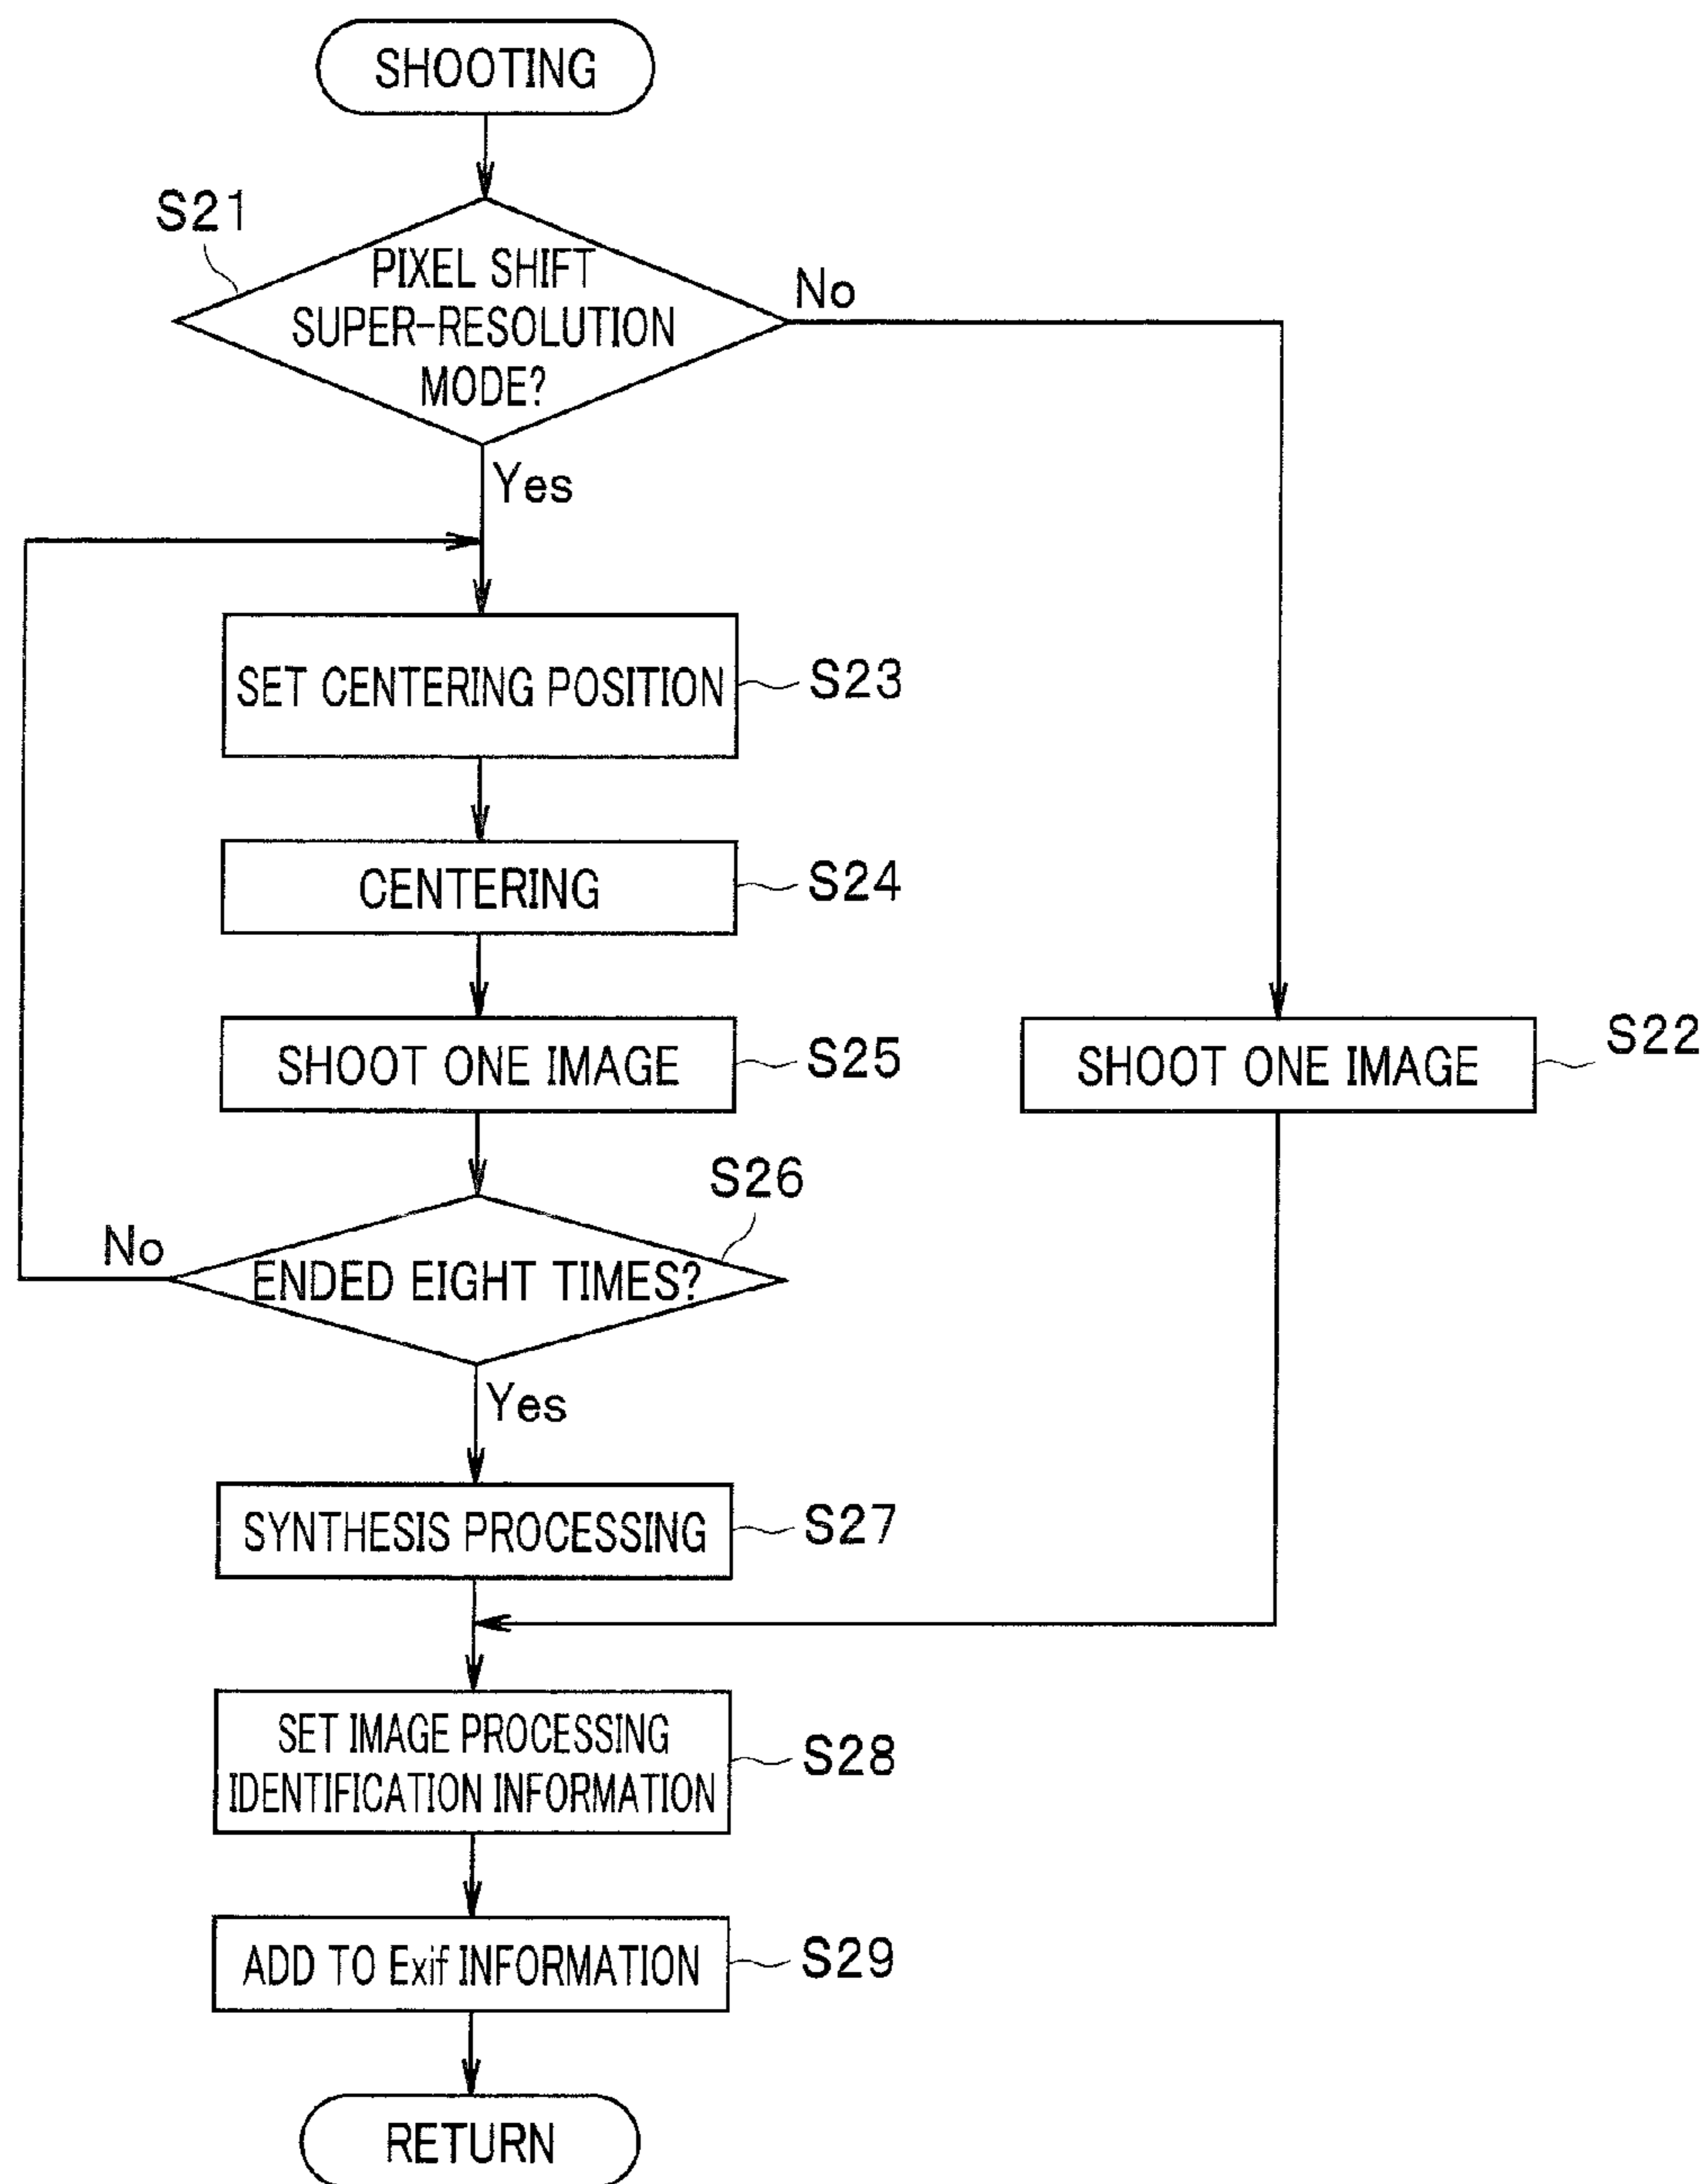 SHOOTING
S21
PIXEL SHIFT
SUPER-RESOLUTION
MODE?
No
Yes
SET CENTERING POSITION
S23
CENTERING
S24
SHOOT ONE IMAGE
S25
SHOOT ONE IMAGE
S22
S26
No
ENDED EIGHT TIMES?
Yes
SYNTHESIS PROCESSING
S27
SET IMAGE PROCESSING
IDENTIFICATION INFORMATION
S28
ADD TO Exif INFORMATION
S29
RETURN